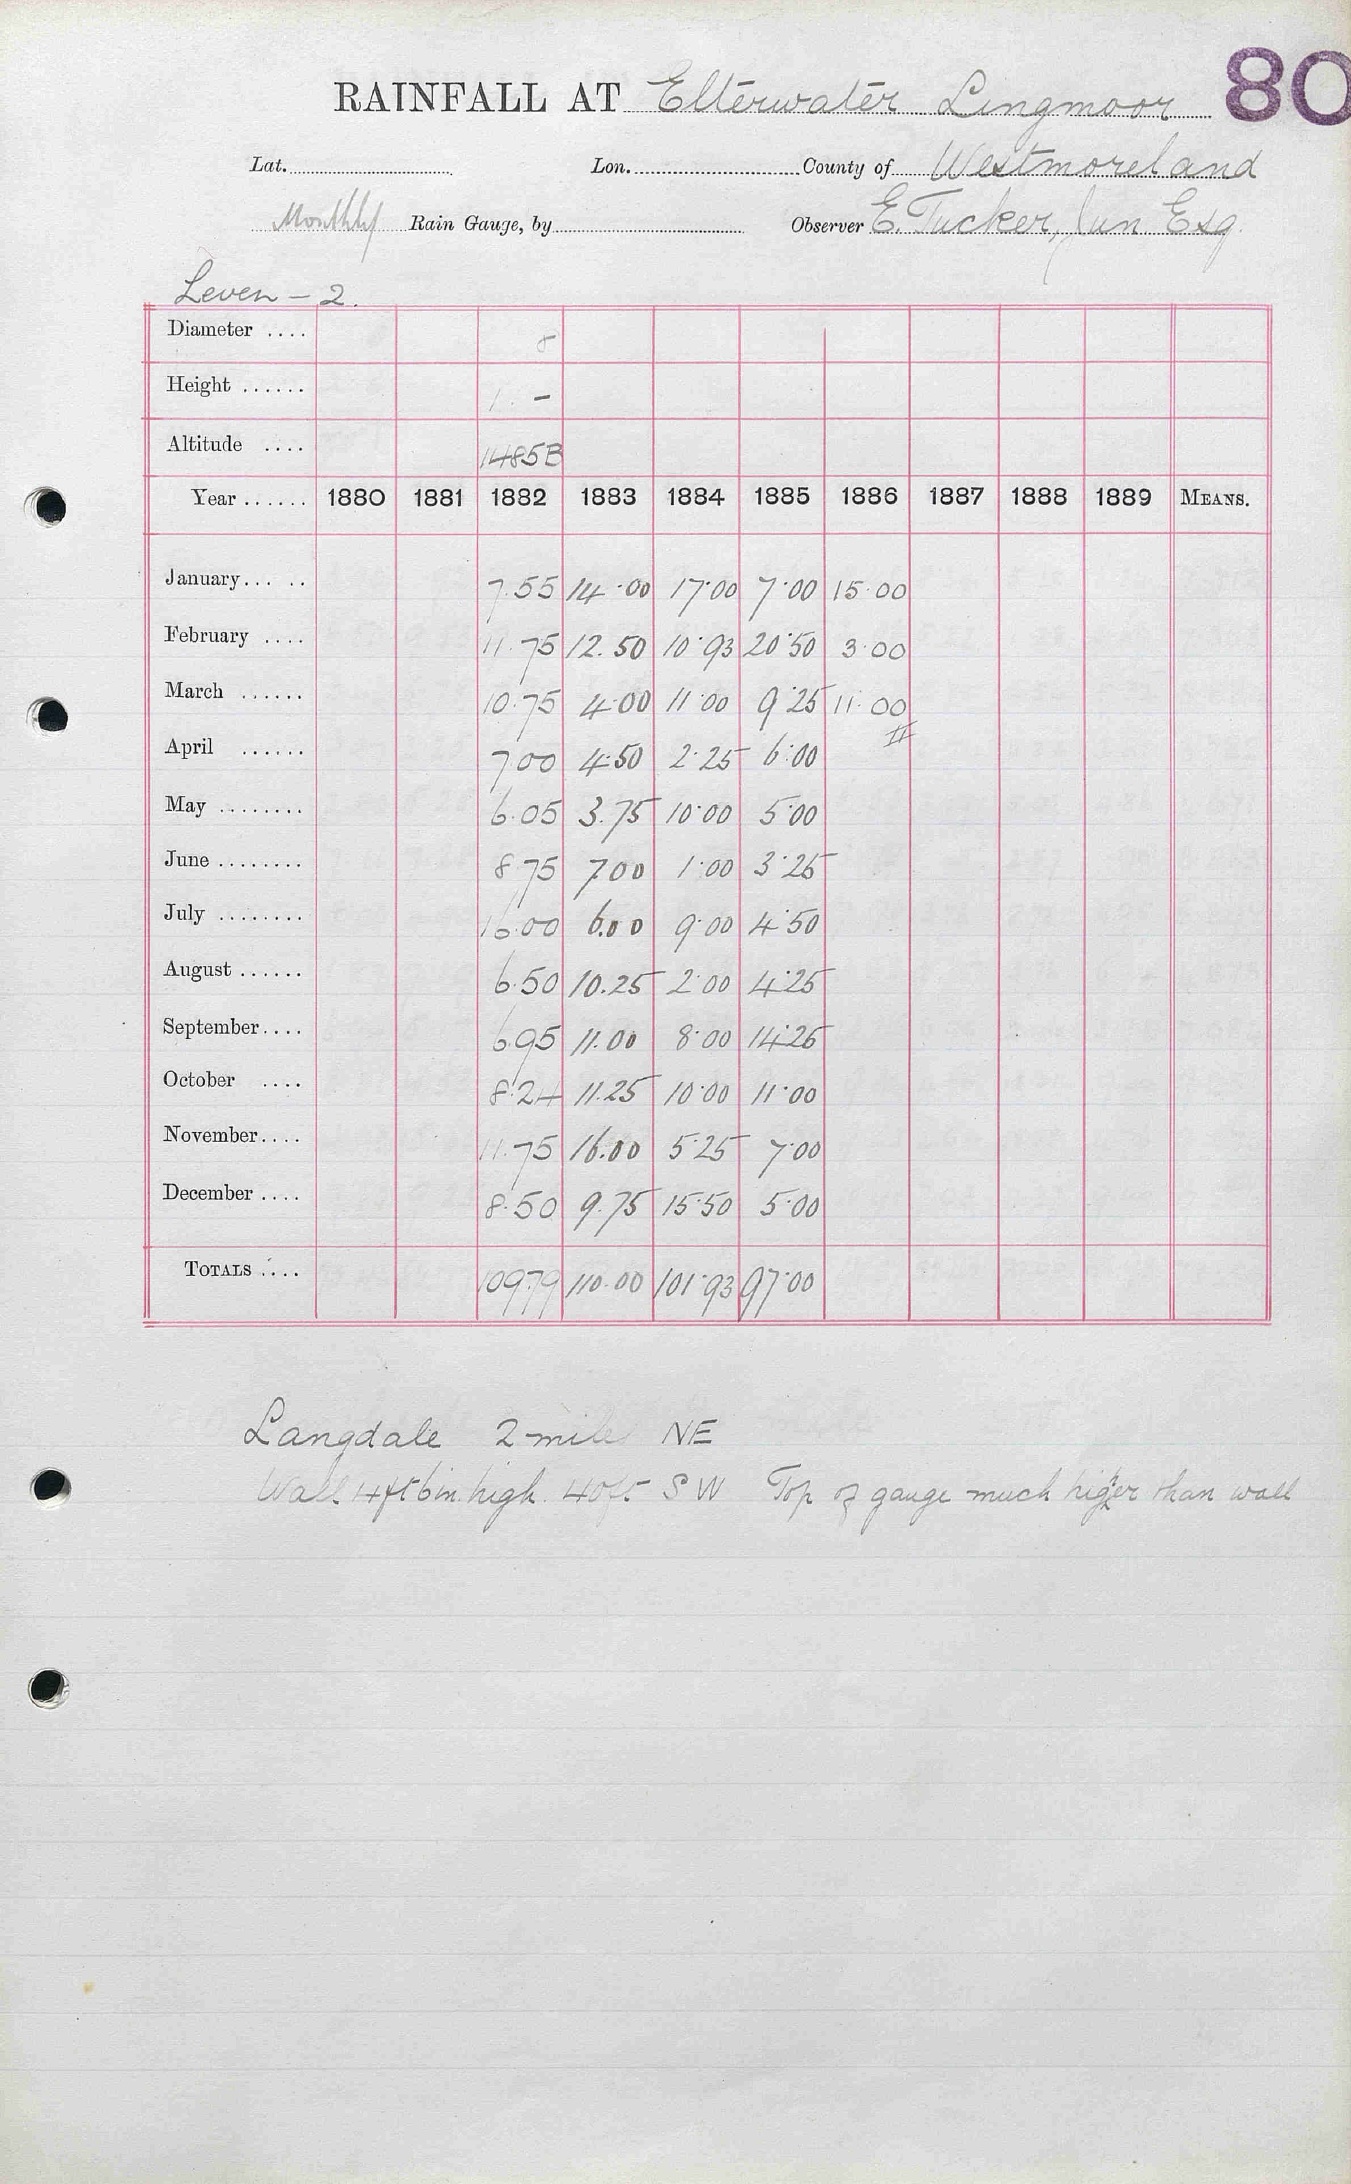 80
RAINFALL AT Elterwater Lingmoor
Lat. Lon. County of Westmoreland
Monthly Rain Gauge, by Observer E. Tucker, Jun Esq.
Leven - 2.
Diameter .... 8
Height ...... 1 . -
Altitude .... 1485B
Year ...... 1880 1881 1882 1883 1884 1885 1886 1887 1888 1889 MEANS.
January... .. 7.55 14.00 17.00 7.00 15.00
February .... 11.75 12.50 10.93 20.50 3.00
March ...... 10.75 4.00 11.00 9.25 11.00
II
April ...... 7.00 4.50 2.25 6.00
May ........ 6.05 3.75 10.00 5.00
June ........ 8.75 7.00 1.00 3.25
July ........ 16.00 6.00 9.00 4.50
August ...... 6.50 10.25 2.00 4.25
September.... 6.95 11.00 8.00 14.25
October .... 8.24 11.25 10.00 11.00
November.... 11.75 16.00 5.25 7.00
December .... 8.50 9.75 15.50 5.00
TOTALS .... 109.79 110.00 101.93 97.00
Langdale 2 mile NE
Wall 4ft 6in. high 40ft SW Top of gauge much higher than wall